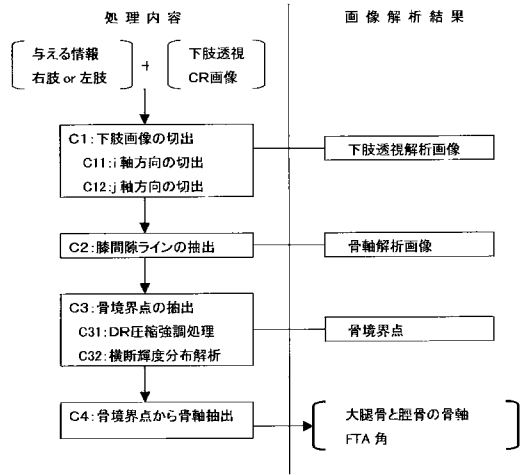 処理内容
画像解析結果
与える情報
右肢 or 左肢
+
下肢透視
CR画像
C1:下肢画像の切出
C11:i 軸方向の切出
C12:j 軸方向の切出
下肢透視解析画像
C2:膝間隙ラインの抽出
骨軸解析画像
C3:骨境界点の抽出
C31:DR圧縮強調処理
C32:横断輝度分布解析
骨境界点
C4:骨境界点から骨軸抽出
大腿骨と脛骨の骨軸
FTA 角